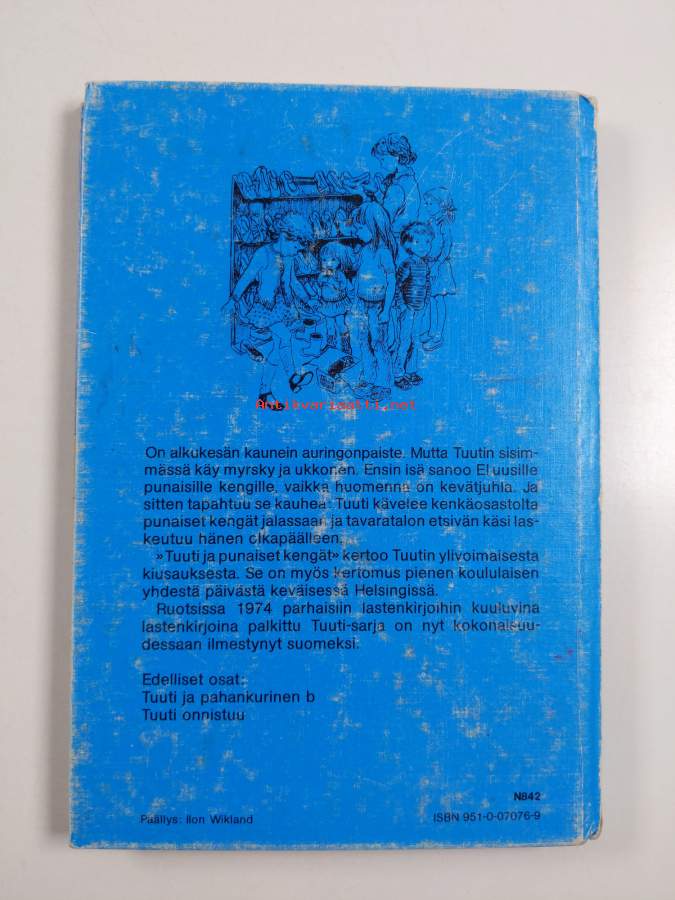 Antikvariaatti.net
On alkukesän kaunein auringonpaiste. Mutta Tuutin sisim-
mässä käy myrsky ja ukkonen. Ensin isä sanoo EI uusille
punaisille kengille, vaikka huomenna on kevätjuhla. Ja
sitten tapahtuu se kauhea: Tuuti kävelee kenkäosastolta
punaiset kengät jalassaan ja tavaratalon etsivän käsi las-
keutuu hänen olkapäälleen.
»Tuuti ja punaiset kengät» kertoo Tuutin ylivoimaisesta
kiusauksesta. Se on myös kertomus pienen koululaisen
yhdestä päivästä keväisessä Helsingissä.
Ruotsissa 1974 parhaisiin lastenkirjoihin kuuluvina
lastenkirjoina palkittu Tuuti-sarja on nyt kokonaisuu-
dessaan ilmestynyt suomeksi.
Edelliset osat:
Tuuti ja pahankurinen b
Tuuti onnistuu
N842
Päällys: Ilon Wikland
ISBN 951-0-07076-9